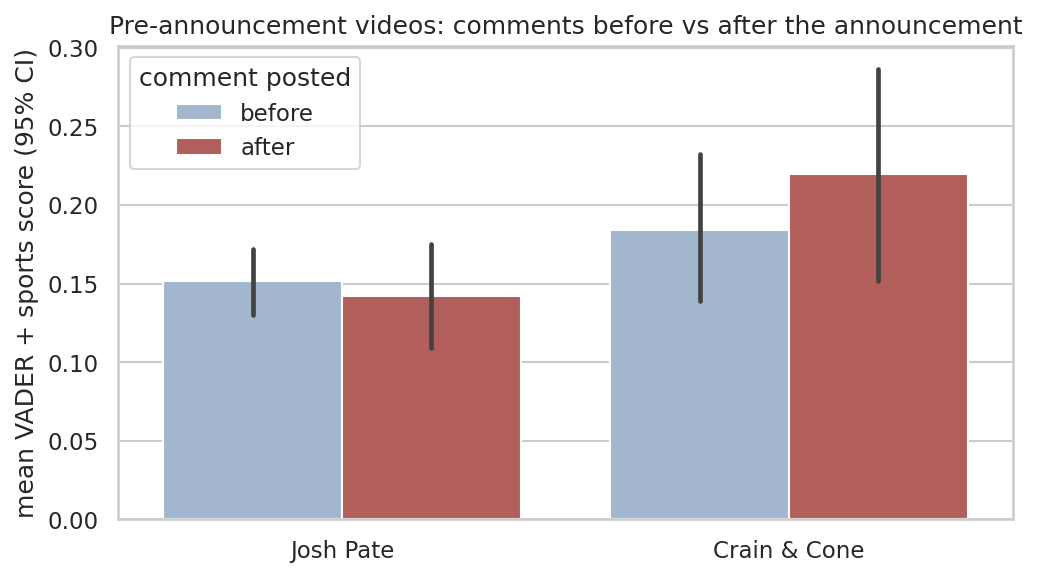 Pre-announcement videos: comments before vs after the announcement
mean VADER + sports score (95% CI)
0.30
0.25
0.20
0.15
0.10
0.05
0.00
comment posted
before
after
Josh Pate
Crain & Cone